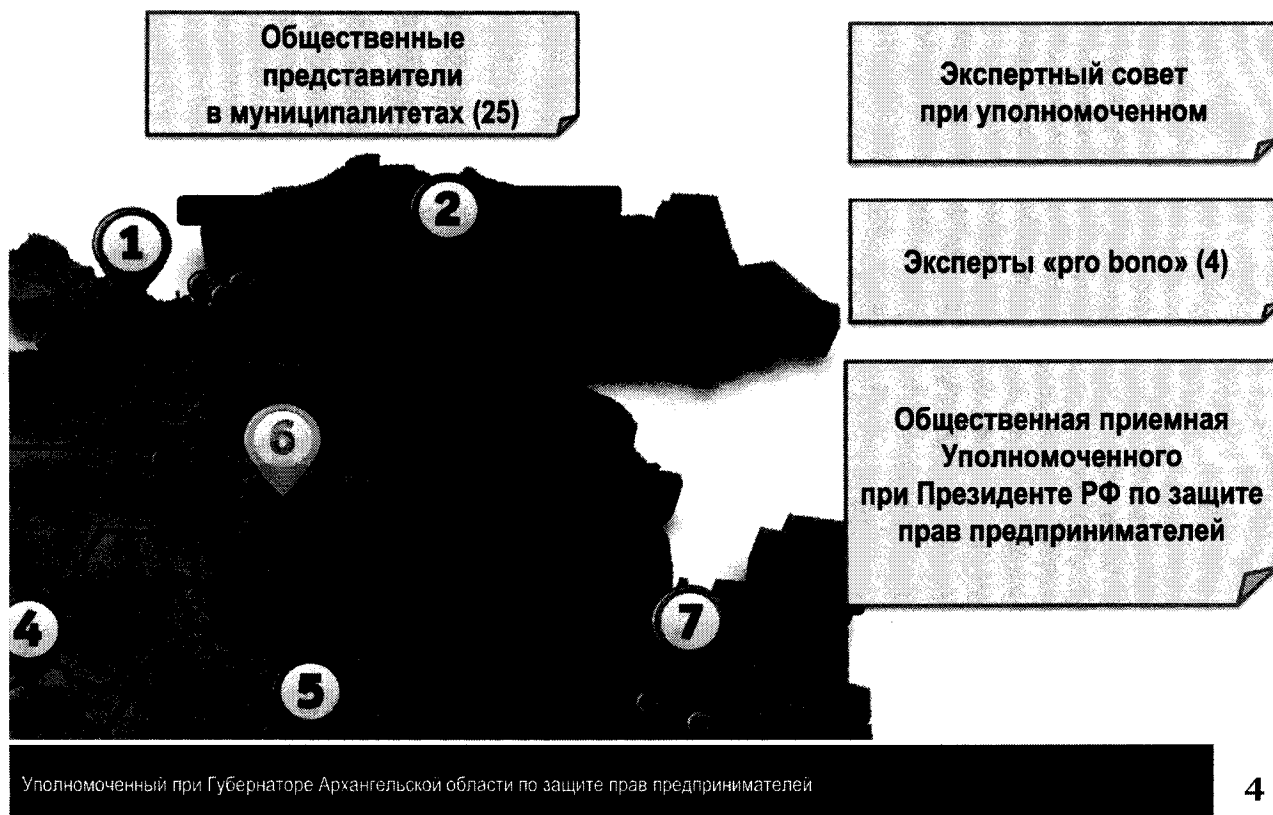 Общественные
представители
в муниципалитетах (25)
Экспертный совет
при уполномоченном
Эксперты «pro bono» (4)
Общественная приемная
Уполномоченного
при Президенте РФ по защите
прав предпринимателей
1
2
6
4
7
5
Уполномоченный при Губернаторе Архангельской области по защите прав предпринимателей
4